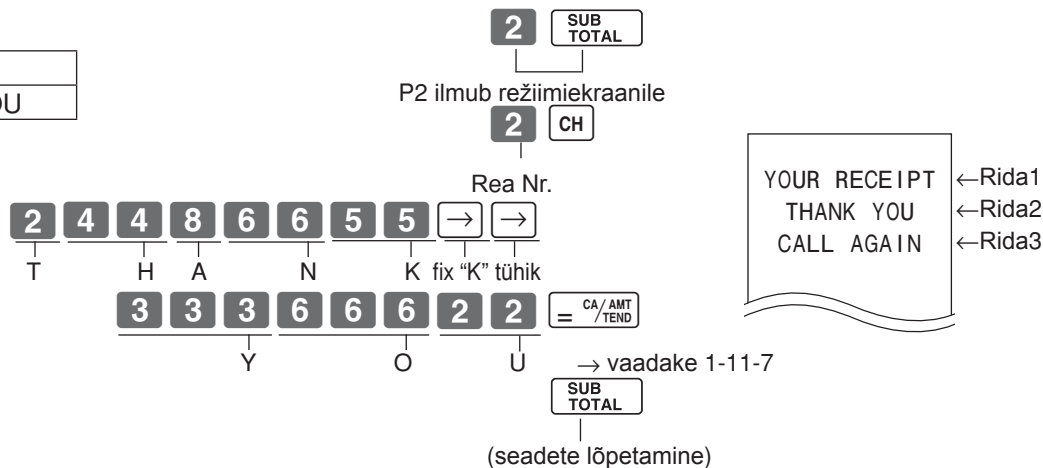 2 SUB TOTAL
OU
P2 ilmub režiimiekraanile
2 CH
Rea Nr.
2 4 4 8 6 6 5 5 → →
T H A N K fix “K” tühik
3 3 3 6 6 6 2 2 = CA/AMT TEND
Y O U → vaadake 1-11-7
SUB TOTAL
(seadete lõpetamine)
YOUR RECEIPT ←Rida1
THANK YOU ←Rida2
CALL AGAIN ←Rida3